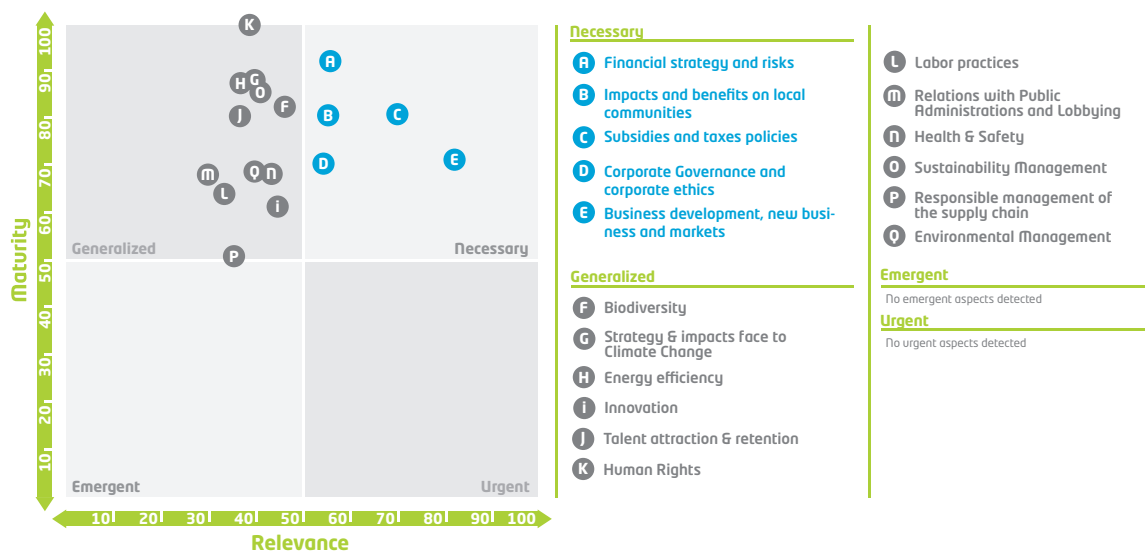 Maturity
100
90
80
70
60
50
40
30
20
10
K
A
H
G
O
F
J
B
C
D
E
M
Q
N
L
i
P
Generalized
Necessary
Emergent
Urgent
10 20 30 40 50 60 70 80 90 100
Relevance
Necessary
A Financial strategy and risks
B Impacts and benefits on local
communities
C Subsidies and taxes policies
D Corporate Governance and
corporate ethics
E Business development, new busi-
ness and markets
Generalized
F Biodiversity
G Strategy & impacts face to
Climate Change
H Energy efficiency
i Innovation
J Talent attraction & retention
K Human Rights
L Labor practices
M Relations with Public
Administrations and Lobbying
N Health & Safety
O Sustainability Management
P Responsible management of
the supply chain
Q Environmental Management
Emergent
No emergent aspects detected
Urgent
No urgent aspects detected